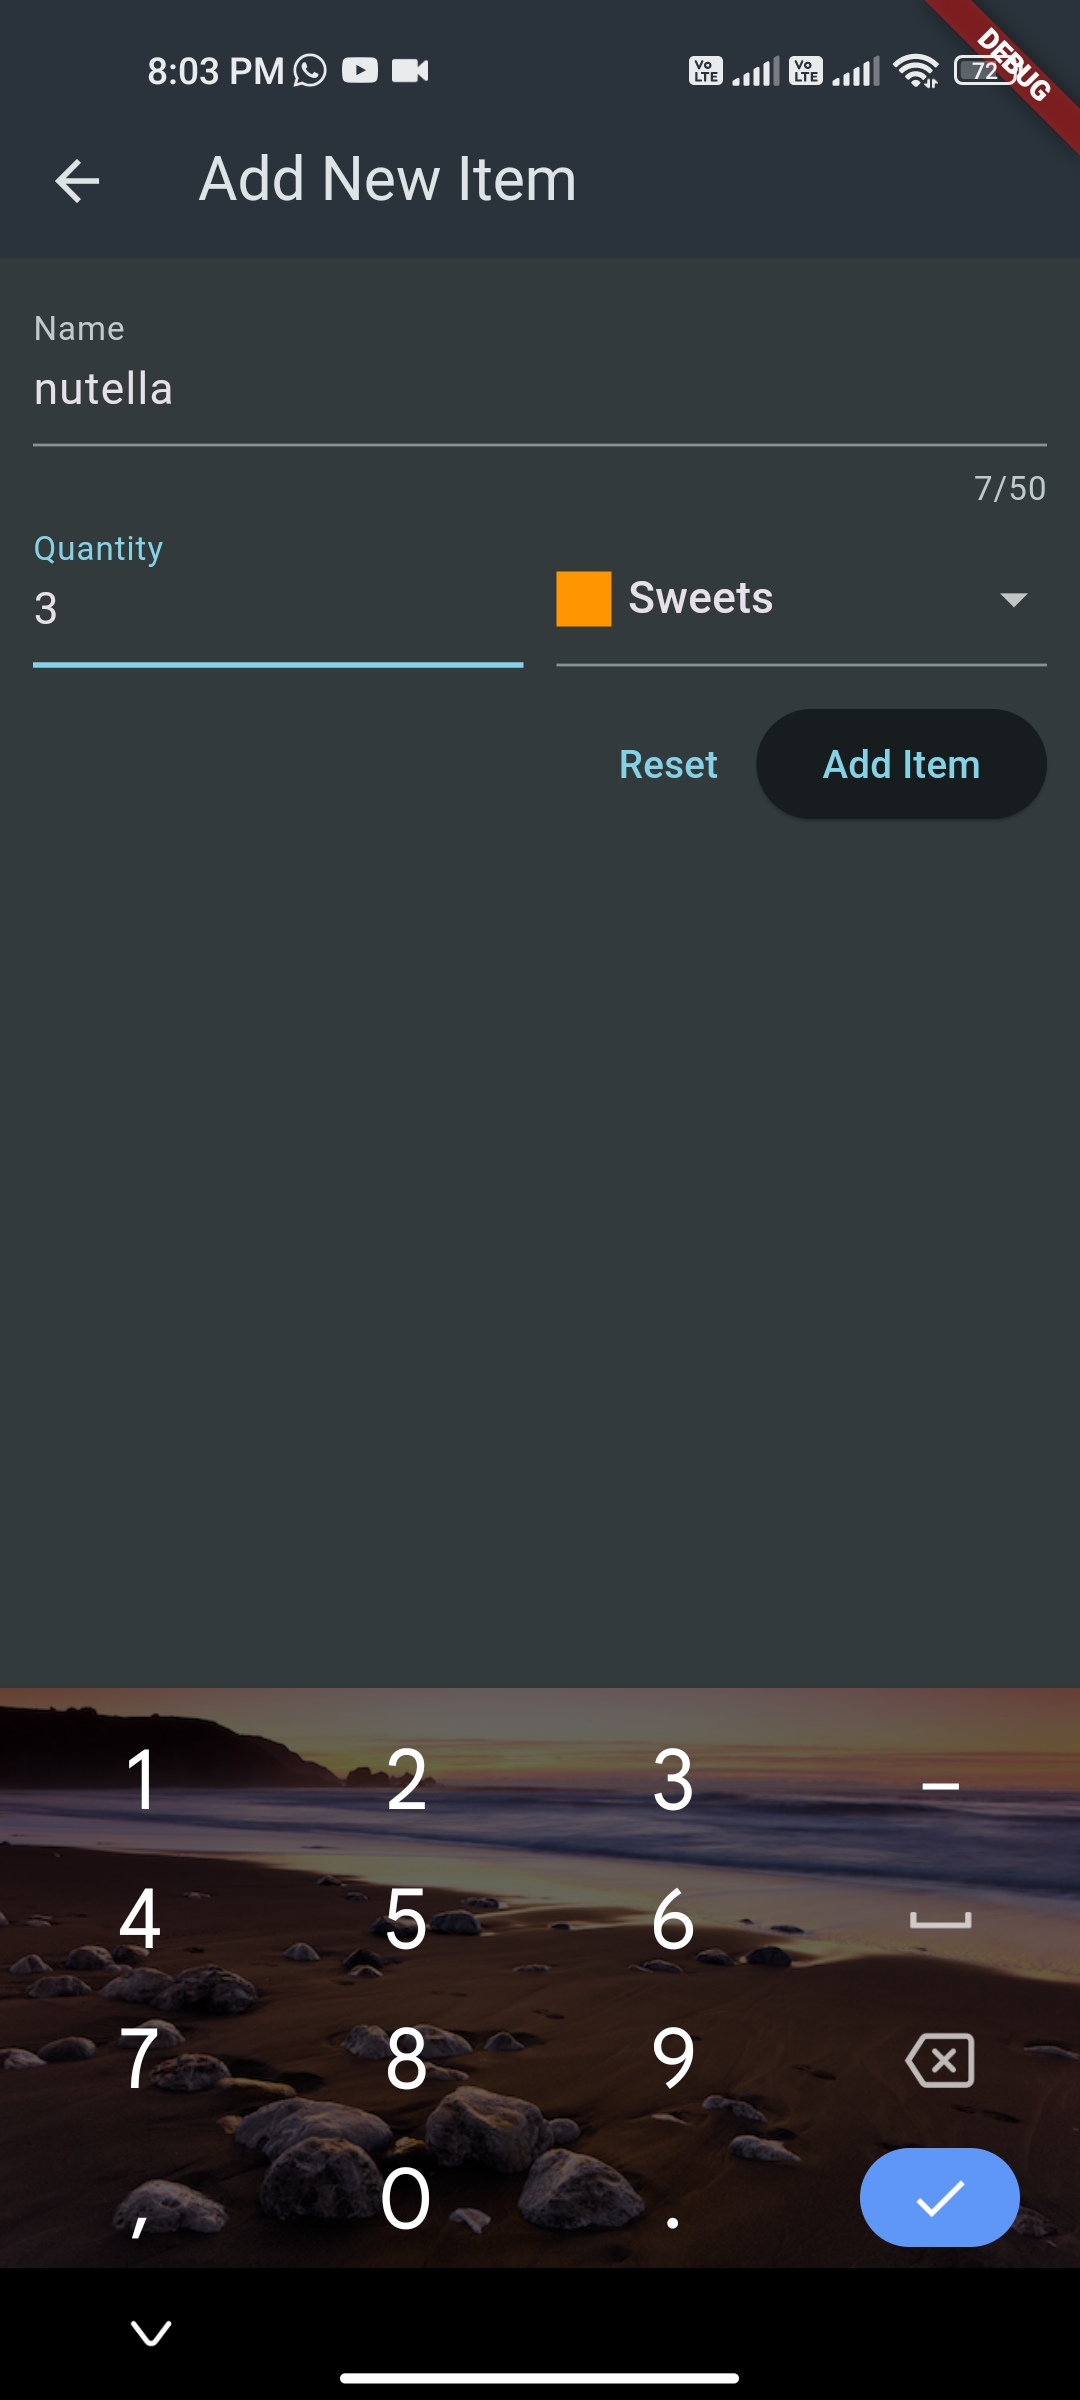 8:03 PM
Vo LTE
Vo LTE
72
DEBUG
Add New Item
Name
nutella
7/50
Quantity
3
Sweets
Reset
Add Item
1 2 3 –
4 5 6
7 8 9
, 0 .